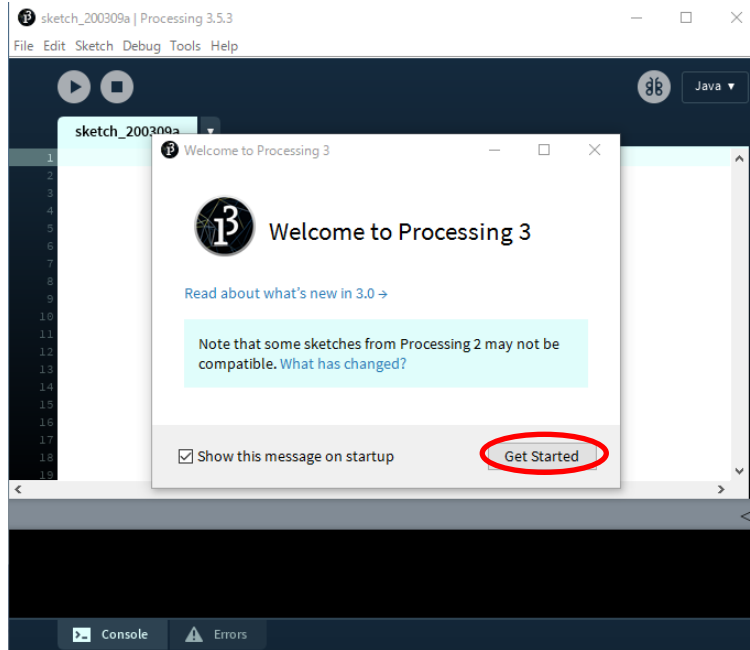 sketch_200309a | Processing 3.5.3
File Edit Sketch Debug Tools Help
Java ▼
sketch_200309a
Welcome to Processing 3
Welcome to Processing 3
Read about what's new in 3.0 →
Note that some sketches from Processing 2 may not be
compatible. What has changed?
Show this message on startup
Get Started
1
2
3
4
5
6
7
8
9
10
11
12
13
14
15
16
17
18
19
Console
Errors